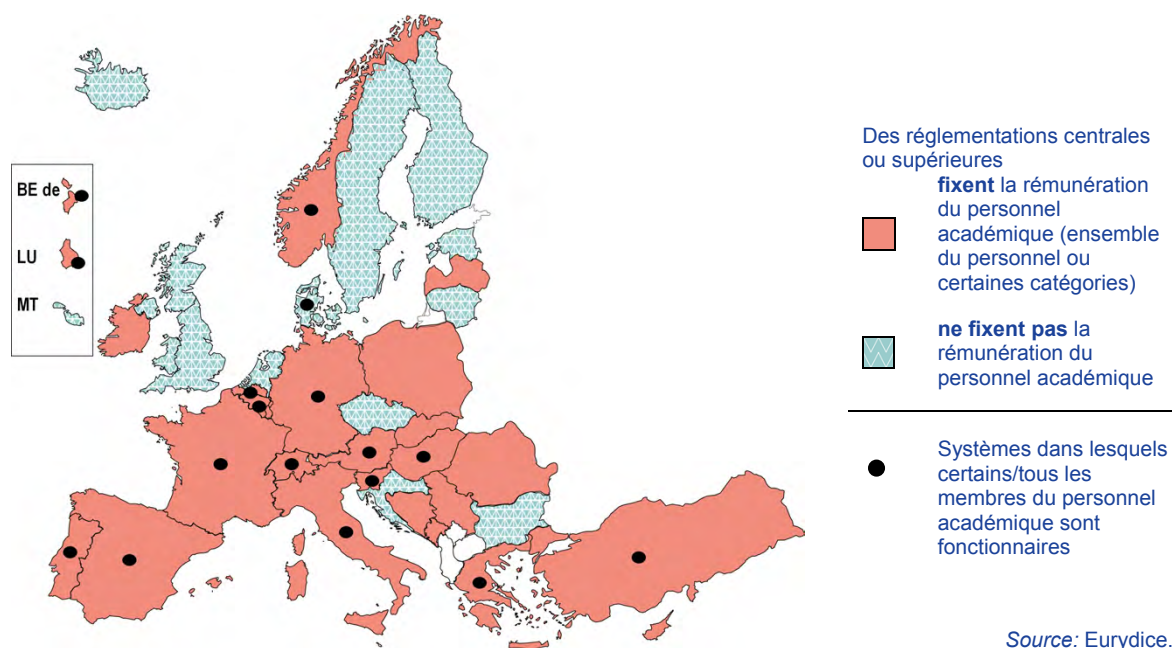 BE de
LU
MT
Des réglementations centrales
ou supérieures
fixent la rémunération
du personnel
académique (ensemble
du personnel ou
certaines catégories)
ne fixent pas la
rémunération du
personnel académique
Systèmes dans lesquels
certains/tous les
membres du personnel
académique sont
fonctionnaires
Source: Eurydice.